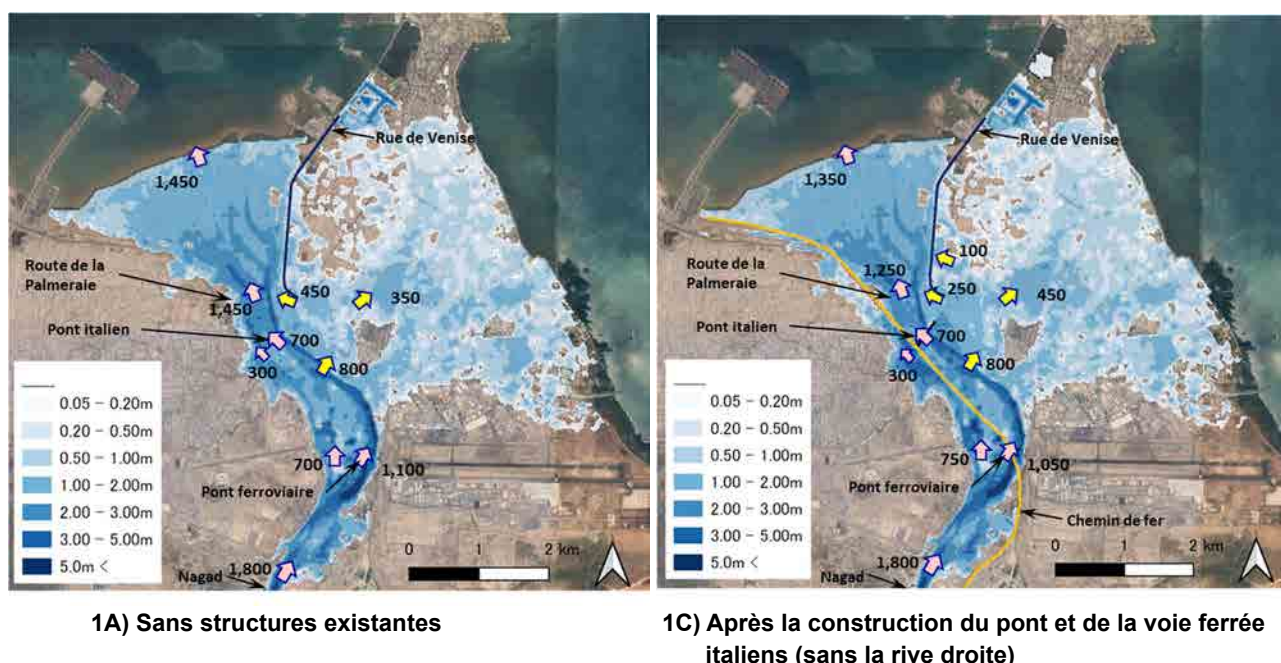 Rue de Venise
1,450
Route de la
Palmeraie
450
350
1,450
Pont italien
700
300
800
700
1,100
Pont ferroviaire
Nagad
1,800
0.05 – 0.20m
0.20 – 0.50m
0.50 – 1.00m
1.00 – 2.00m
2.00 – 3.00m
3.00 – 5.00m
5.0m <
0 1 2 km
1A) Sans structures existantes
Rue de Venise
1,350
100
Route de la
Palmeraie
1,250
250
450
Pont italien
700
300
800
750
1,050
Pont ferroviaire
Chemin de fer
Nagad
1,800
0.05 – 0.20m
0.20 – 0.50m
0.50 – 1.00m
1.00 – 2.00m
2.00 – 3.00m
3.00 – 5.00m
5.0m <
0 1 2 km
1C) Après la construction du pont et de la voie ferrée
italiens (sans la rive droite)